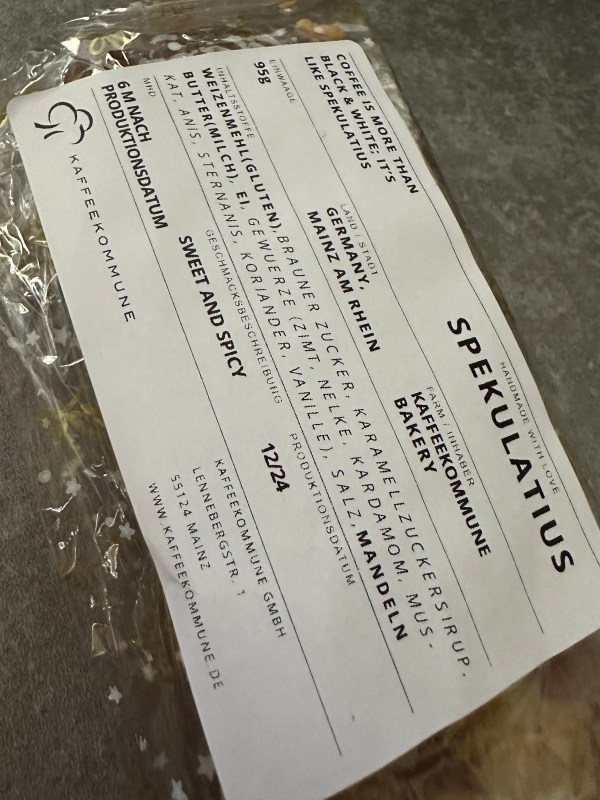 HANDMADE WITH LOVE
SPEKULATIUS
COFFEE IS MORE THAN
BLACK & WHITE; IT'S
LIKE SPEKULATIUS
LAND / STADT
GERMANY,
MAINZ AM RHEIN
FARM / INHABER
KAFFEEKOMMUNE
BAKERY
EINWAAGE
95g
INHALTSSTOFFE
WEIZENMEHL(GLUTEN), BRAUNER ZUCKER, KARAMELLZUCKERSIRUP,
BUTTER(MILCH), EI, GEWUERZE (ZIMT, NELKE, KARDAMOM, MUS-
KAT, ANIS, STERNANIS, KORIANDER, VANILLE), SALZ, MANDELN
MHD
6 M NACH
PRODUKTIONSDATUM
GESCHMACKSBESCHREIBUNG
SWEET AND SPICY
PRODUKTIONSDATUM
12/24
KAFFEEKOMMUNE
KAFFEEKOMMUNE GMBH
LENNEBERGSTR. 1
55124 MAINZ
WWW.KAFFEEKOMMUNE.DE